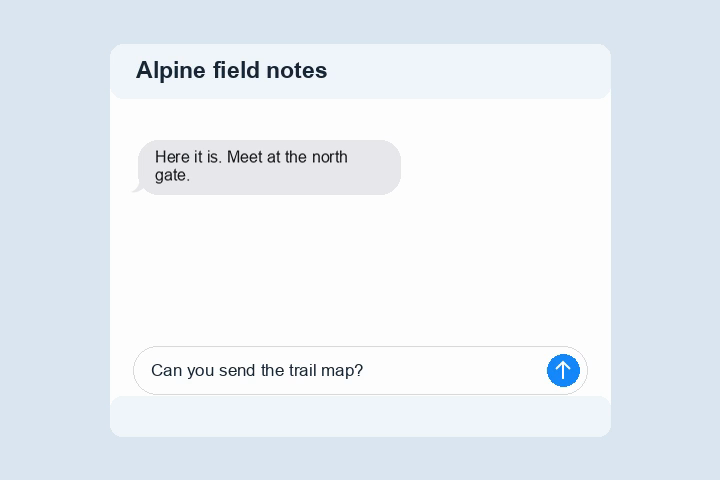 Alpine field notes
Here it is. Meet at the north
gate.
Can you send the trail map?